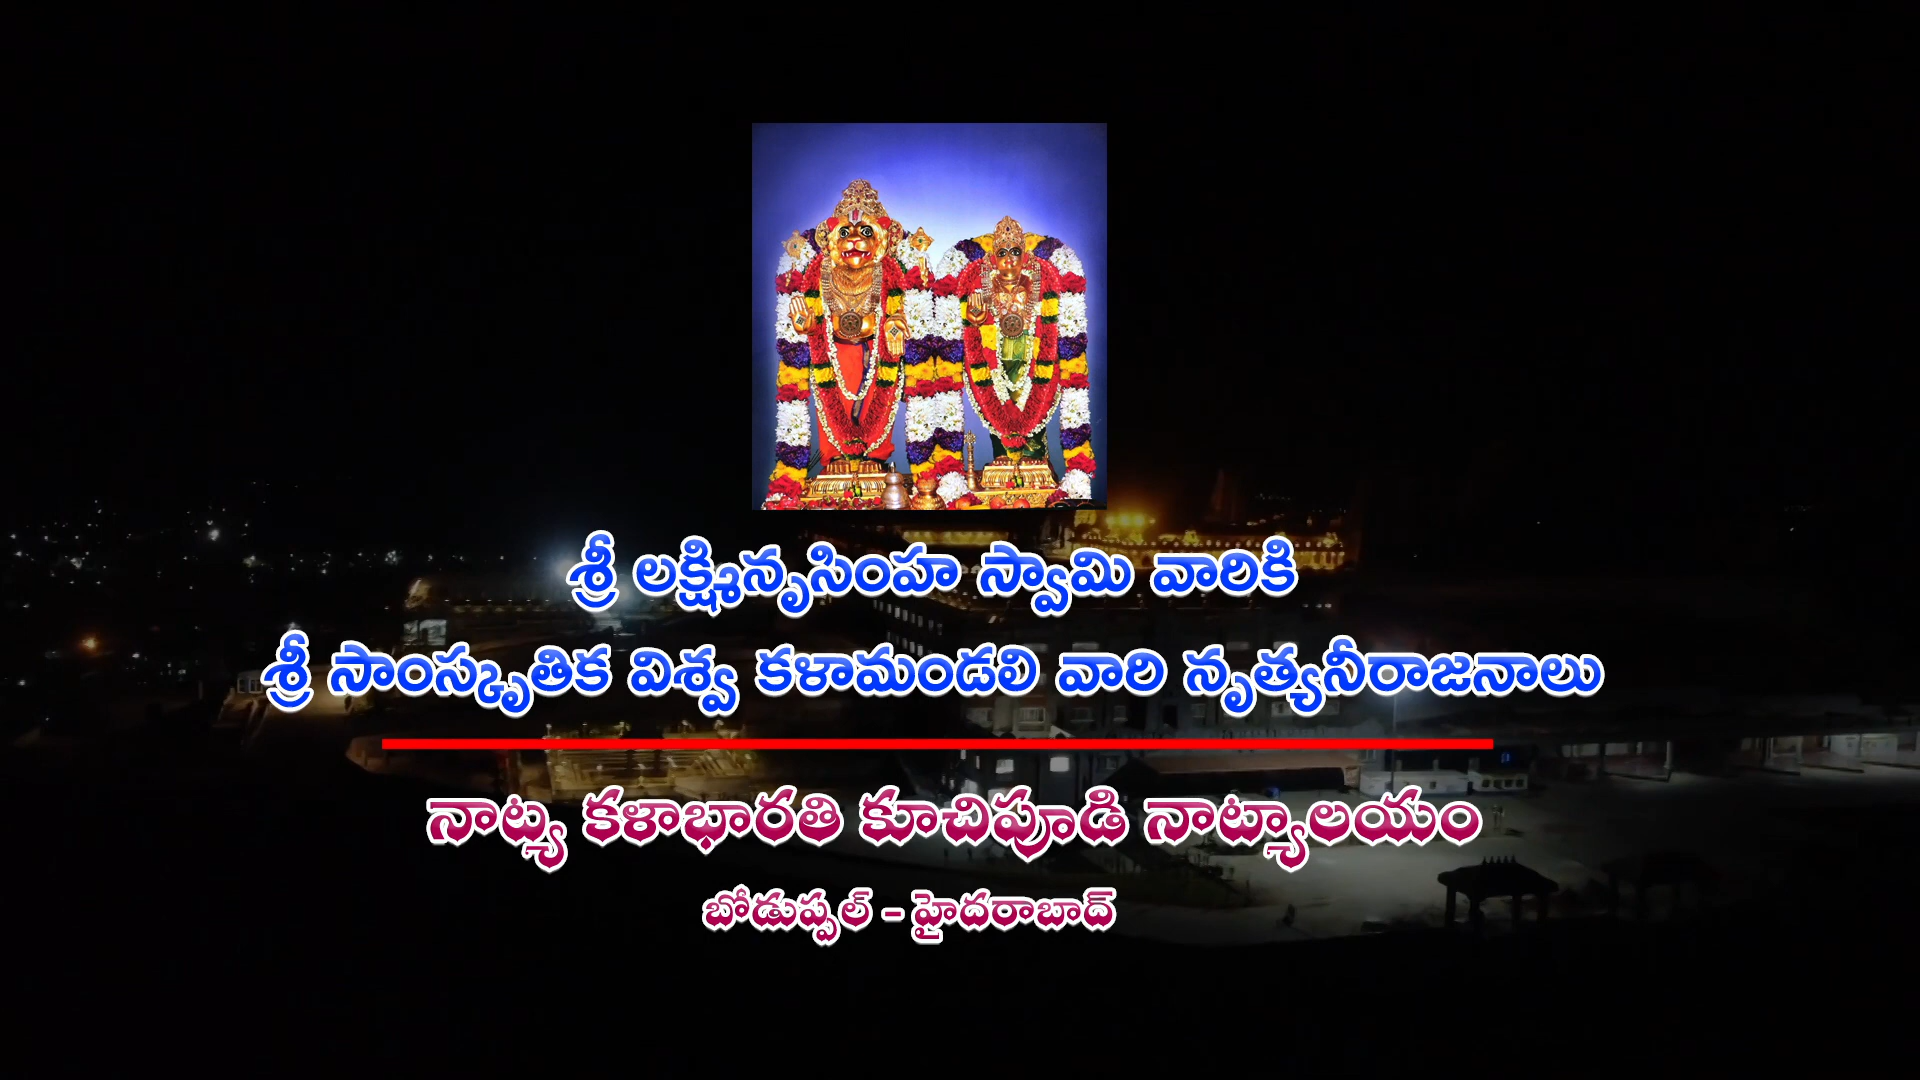 శ్రీ లక్ష్మినృసింహ స్వామి వారికి
శ్రీ సాంస్కృతిక విశ్వ కళామండలి వారి నృత్యనీరాజనాలు
నాట్య కళాభారతి కూచిపూడి నాట్యాలయం
బోడుప్పల్ - హైదరాబాద్